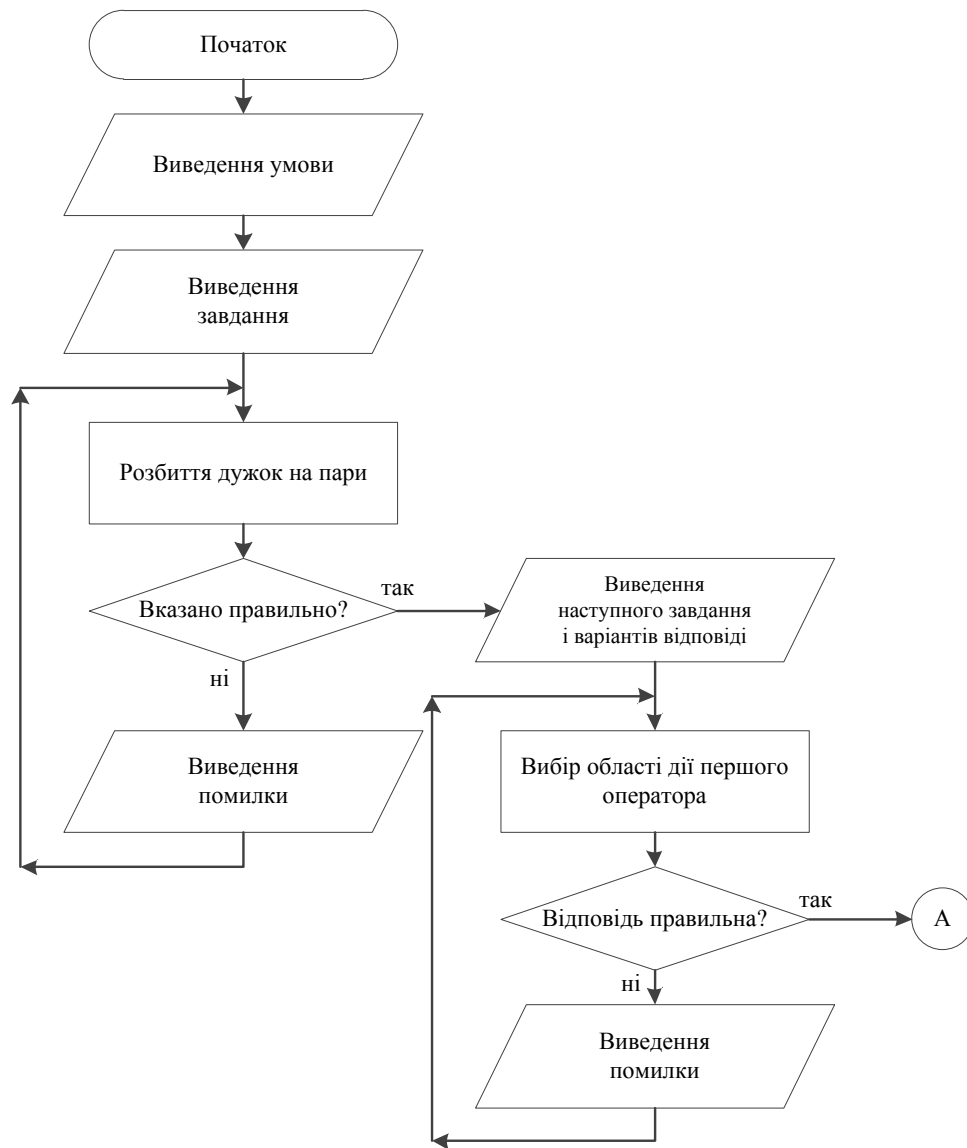 Початок
Виведення умови
Виведення
завдання
Розбиття дужок на пари
Вказано правильно?
так
ні
Виведення
помилки
Виведення
наступного завдання
і варіантів відповіді
Вибір області дії першого
оператора
Відповідь правильна?
так
А
ні
Виведення
помилки